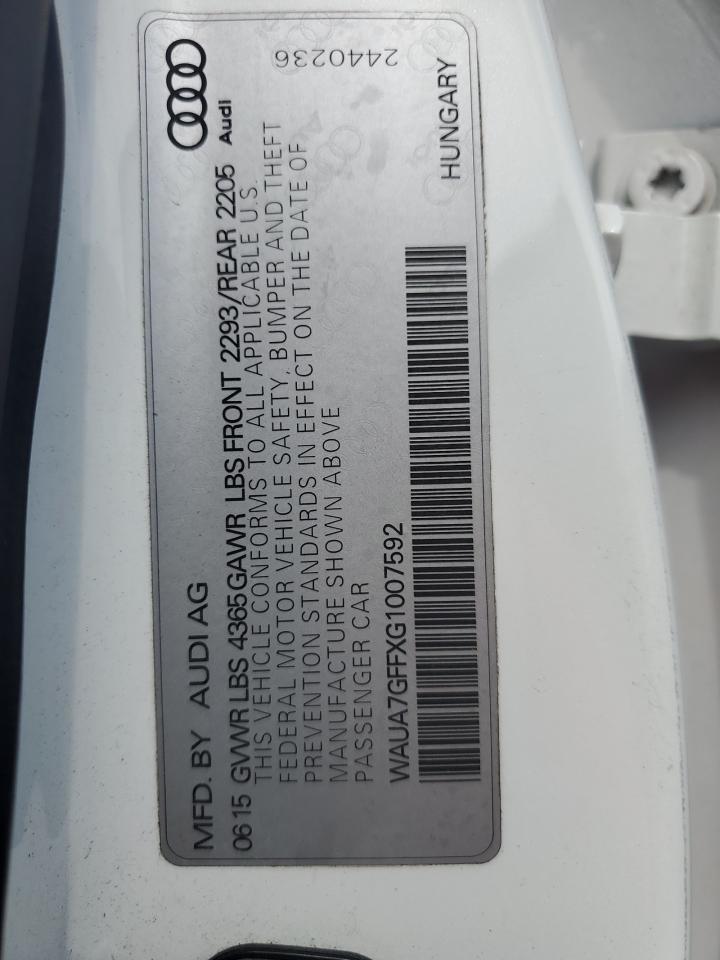 MFD. BY AUDI AG
06 15 GVWR LBS 4365 GAWR LBS FRONT 2293/REAR 2205 Audi
THIS VEHICLE CONFORMS TO ALL APPLICABLE U.S.
FEDERAL MOTOR VEHICLE SAFETY, BUMPER AND THEFT
PREVENTION STANDARDS IN EFFECT ON THE DATE OF
MANUFACTURE SHOWN ABOVE
PASSENGER CAR
2440236
WAUA7GFFXG1007592
HUNGARY